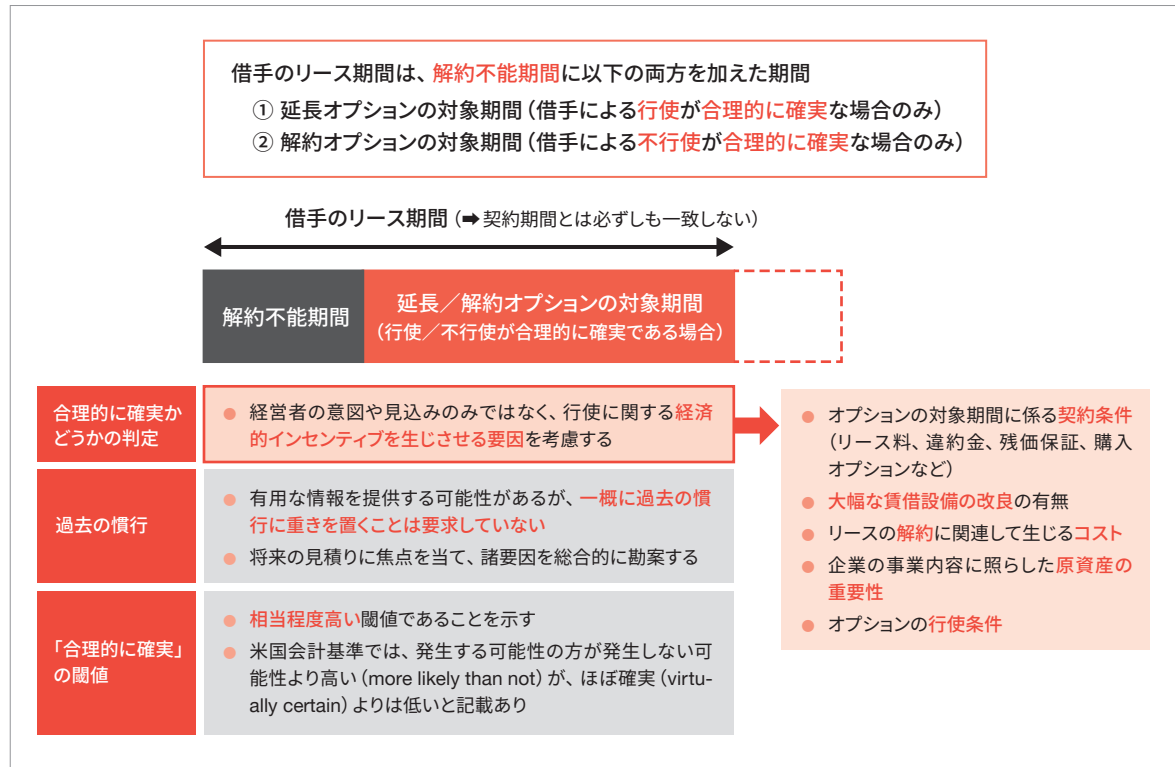 借手のリース期間は、解約不能期間に以下の両方を加えた期間
① 延長オプションの対象期間（借手による行使が合理的に確実な場合のみ）
② 解約オプションの対象期間（借手による不行使が合理的に確実な場合のみ）
借手のリース期間（➡契約期間とは必ずしも一致しない）
解約不能期間
延長／解約オプションの対象期間
（行使／不行使が合理的に確実である場合）
合理的に確実か
どうかの判定
● 経営者の意図や見込みのみではなく、行使に関する経済
的インセンティブを生じさせる要因を考慮する
過去の慣行
● 有用な情報を提供する可能性があるが、一概に過去の慣
行に重きを置くことは要求していない
● 将来の見積りに焦点を当て、諸要因を総合的に勘案する
「合理的に確実」
の閾値
● 相当程度高い閾値であることを示す
● 米国会計基準では、発生する可能性の方が発生しない可
能性より高い（more likely than not）が、ほぼ確実（virtu-
ally certain）よりは低いと記載あり
● オプションの対象期間に係る契約条件
（リース料、違約金、残価保証、購入
オプションなど）
● 大幅な賃借設備の改良の有無
● リースの解約に関連して生じるコスト
● 企業の事業内容に照らした原資産の
重要性
● オプションの行使条件